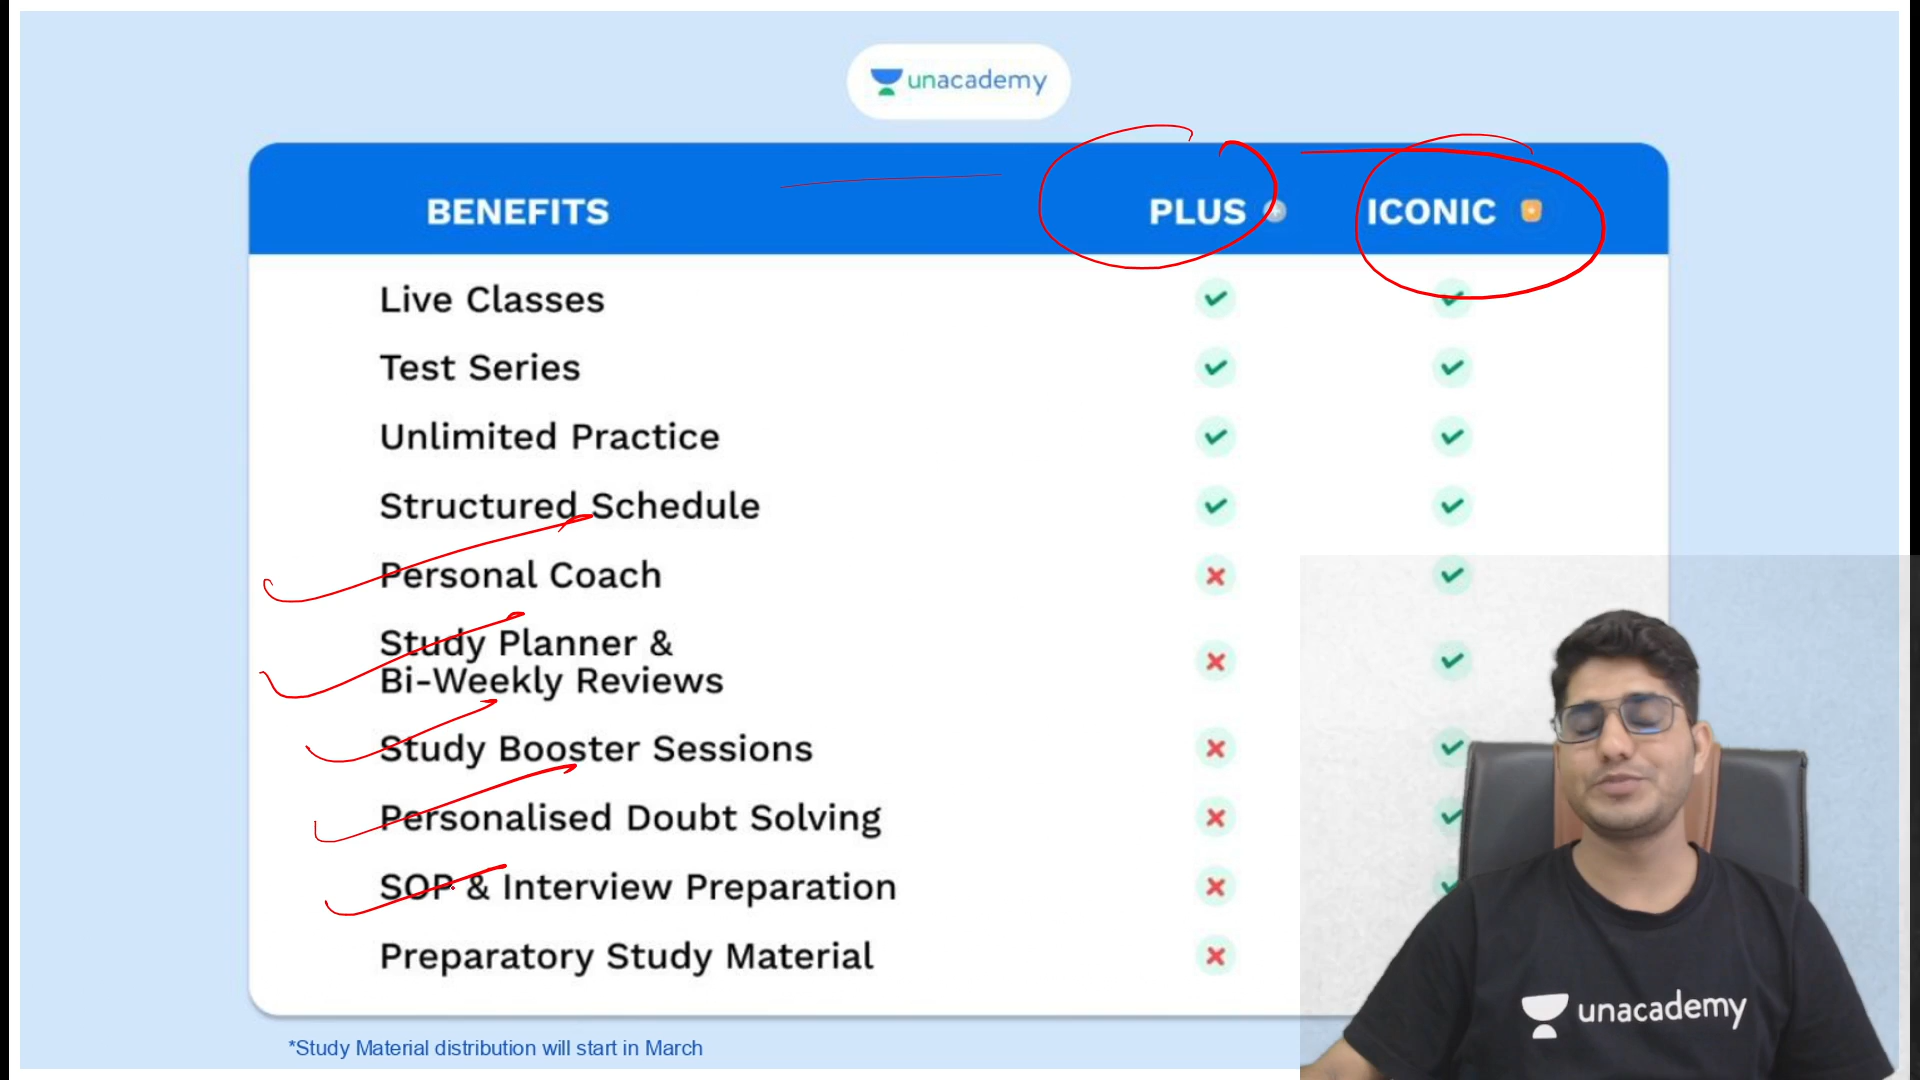 unacademy
BENEFITS PLUS ICONIC
Live Classes
Test Series
Unlimited Practice
Structured Schedule
Personal Coach
Study Planner &
Bi-Weekly Reviews
Study Booster Sessions
Personalised Doubt Solving
SOP & Interview Preparation
Preparatory Study Material
*Study Material distribution will start in March
unacademy